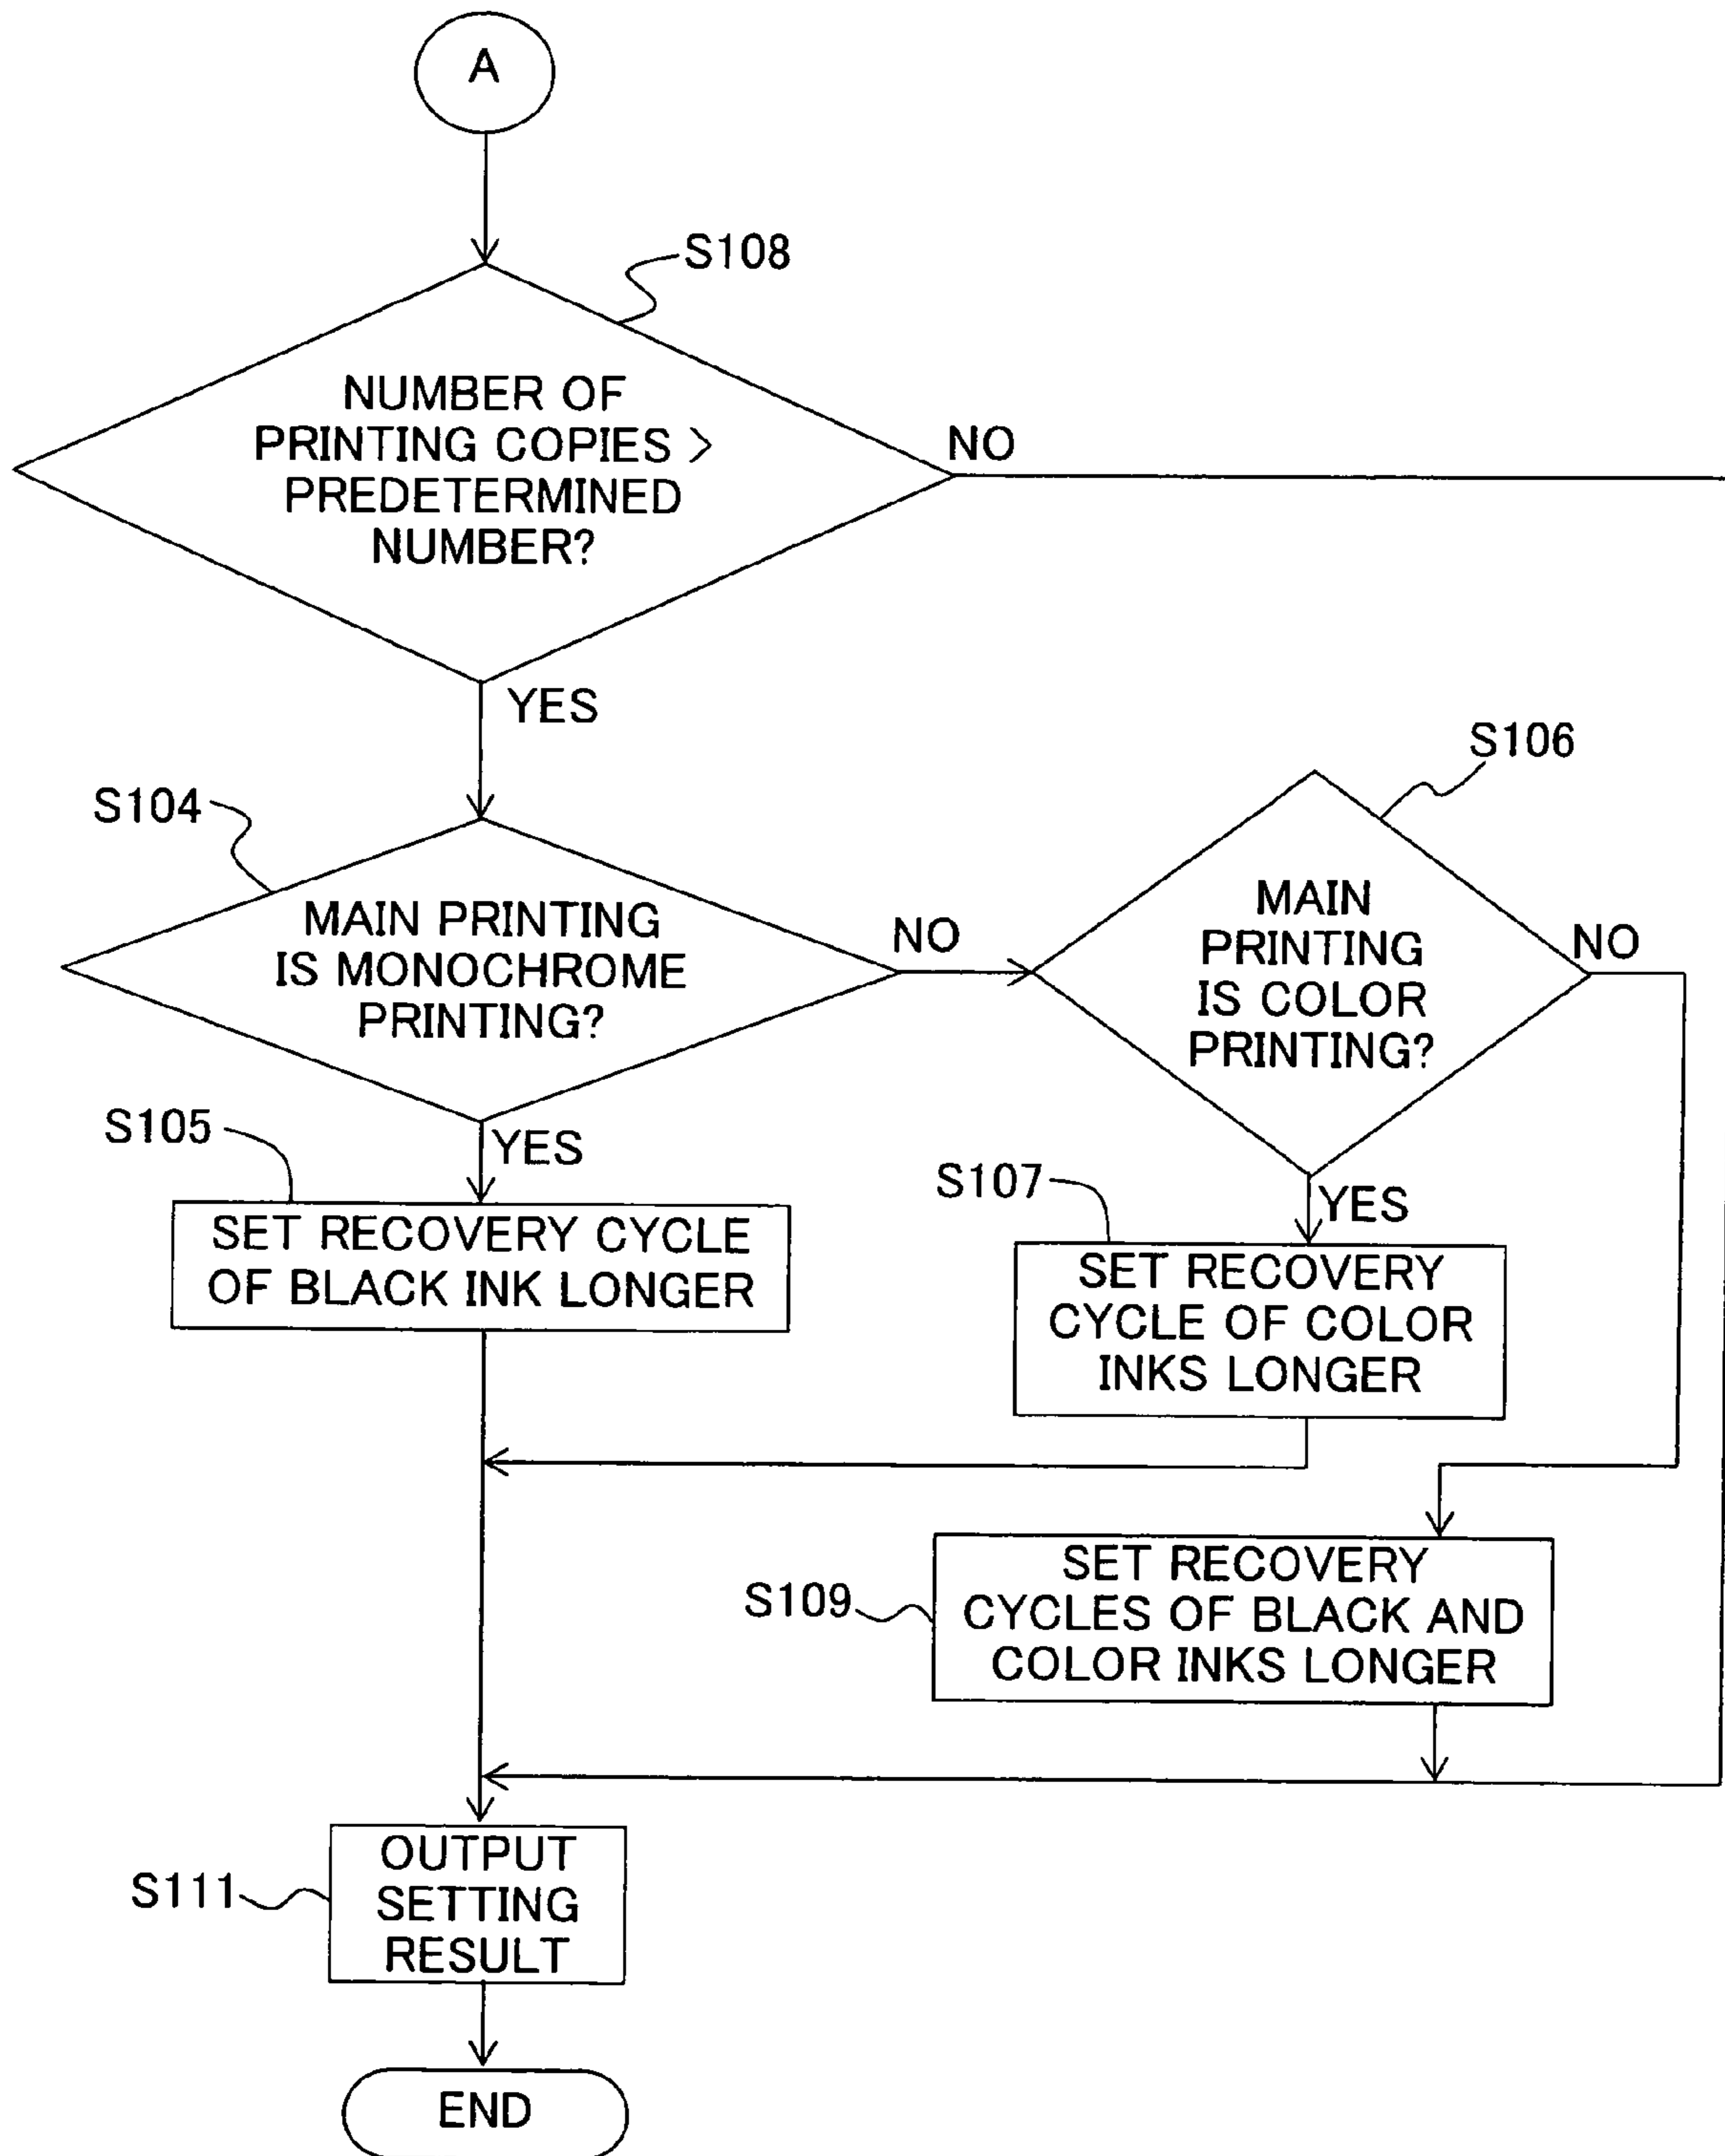 A
S108
NUMBER OF
PRINTING COPIES >
PREDETERMINED
NUMBER?
NO
YES
S104
MAIN PRINTING
IS MONOCHROME
PRINTING?
NO
S106
MAIN
PRINTING
IS COLOR
PRINTING?
NO
S105
YES
SET RECOVERY CYCLE
OF BLACK INK LONGER
S107
YES
SET RECOVERY
CYCLE OF COLOR
INKS LONGER
S109
SET RECOVERY
CYCLES OF BLACK AND
COLOR INKS LONGER
S111
OUTPUT
SETTING
RESULT
END